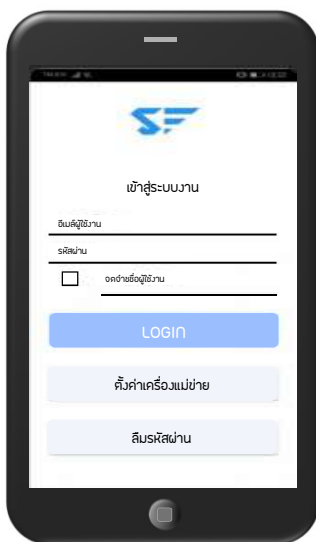 SF
เข้าสู่ระบบงาน
อีเมล์ผู้ใช้งาน
รหัสผ่าน
จดจำชื่อผู้ใช้งาน
LOGIN
ตั้งค่าเครื่องแม่ข่าย
ลืมรหัสผ่าน